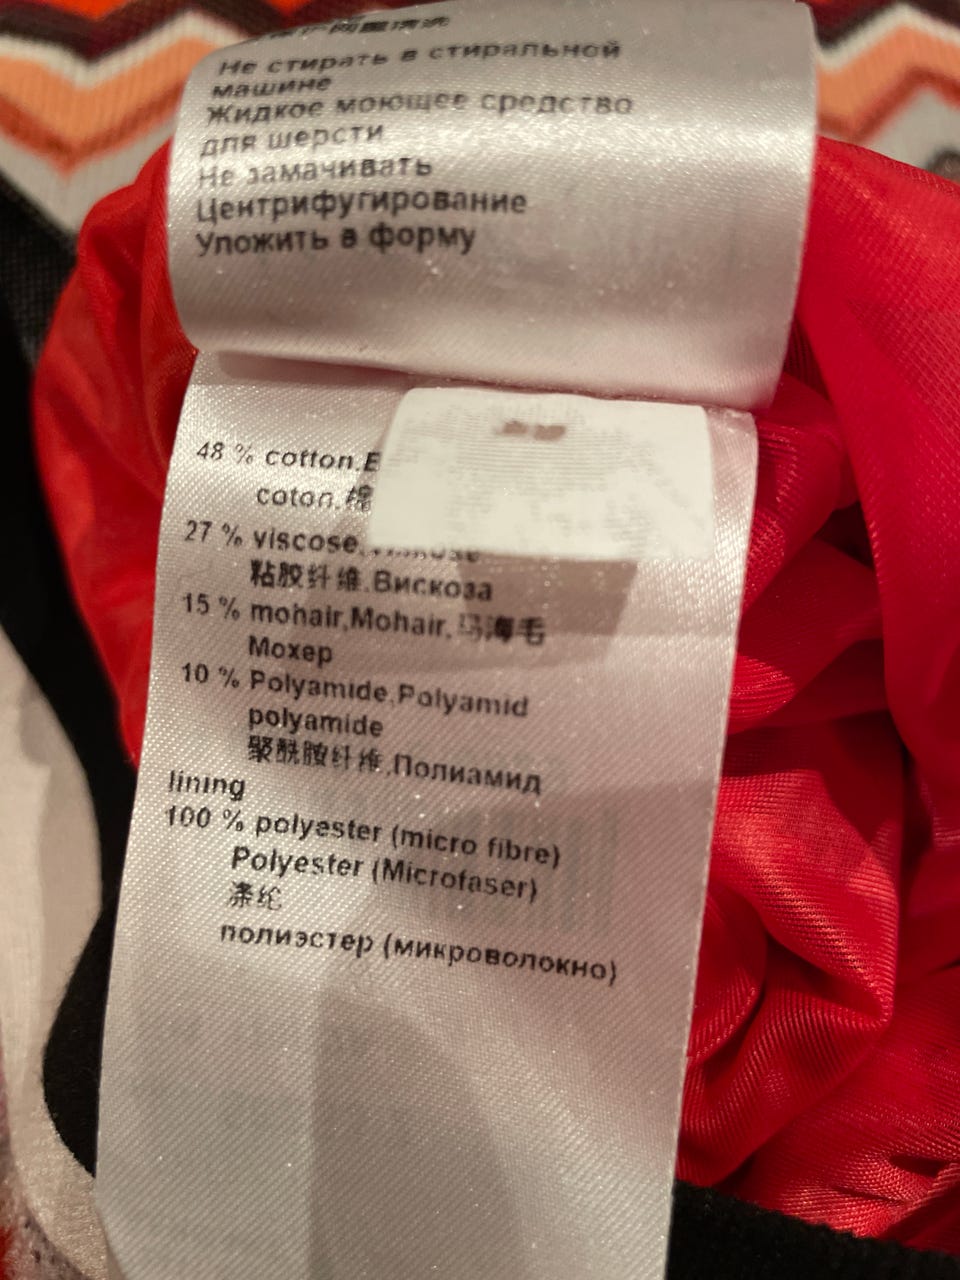 Не стирать в стиральной
машине
Жидкое моющее средство
для шерсти
Не замачивать
Центрифугирование
Уложить в форму
48 % cotton,
coton,棉
27 % viscose,
粘胶纤维,Вискоза
15 % mohair,Mohair,马海毛
Мохер
10 % Polyamide,Polyamid
polyamide
聚酰胺纤维,Полиамид
lining
100 % polyester (micro fibre)
Polyester (Microfaser)
涤纶
полиэстер (микроволокно)